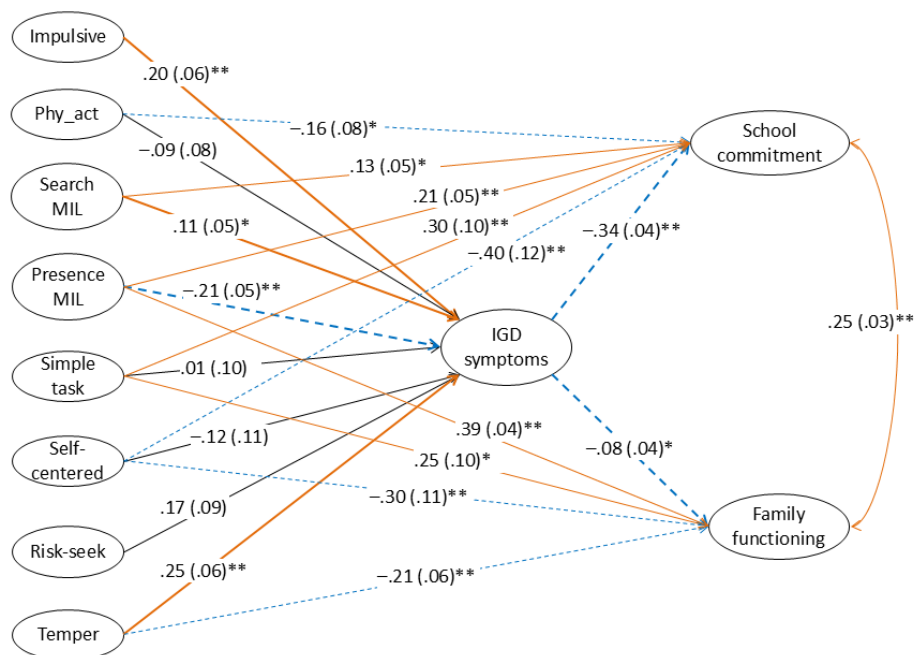 Impulsive
.20 (.06)**
Phy_act
−.16 (.08)*
School
commitment
−.09 (.08)
Search
MIL
.13 (.05)*
.21 (.05)**
.11 (.05)*
.30 (.10)**
−.34 (.04)**
−.40 (.12)**
Presence
MIL
−.21 (.05)**
.25 (.03)**
IGD
symptoms
Simple
task
.01 (.10)
.39 (.04)**
−.08 (.04)*
Self-
centered
−.12 (.11)
.25 (.10)*
−.30 (.11)**
.17 (.09)
Family
functioning
Risk-seek
.25 (.06)**
−.21 (.06)**
Temper